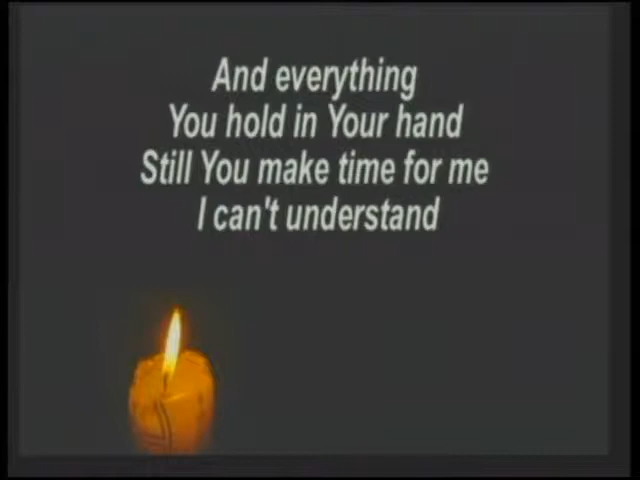 And everything
You hold in Your hand
Still You make time for me
I can't understand